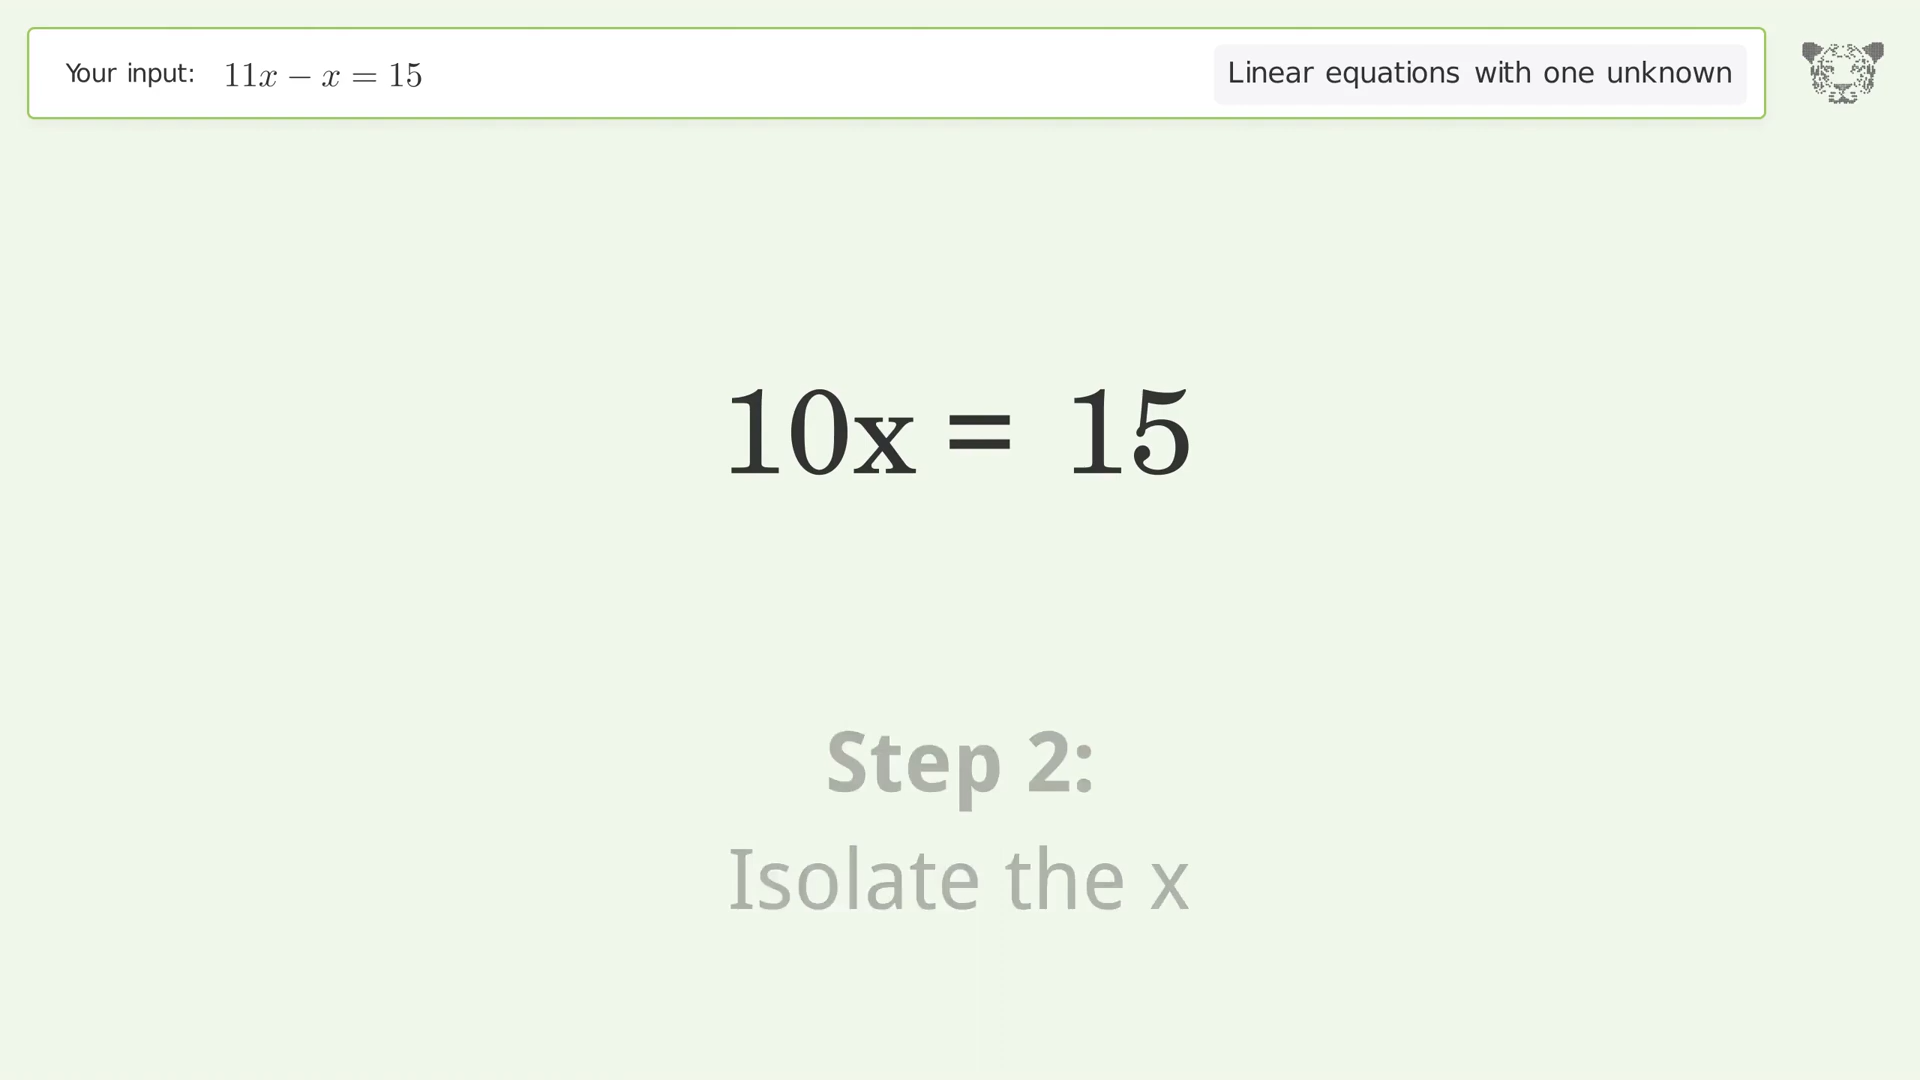 Your input: 11x − x = 15
Linear equations with one unknown
10x = 15
Step 2:
Isolate the x